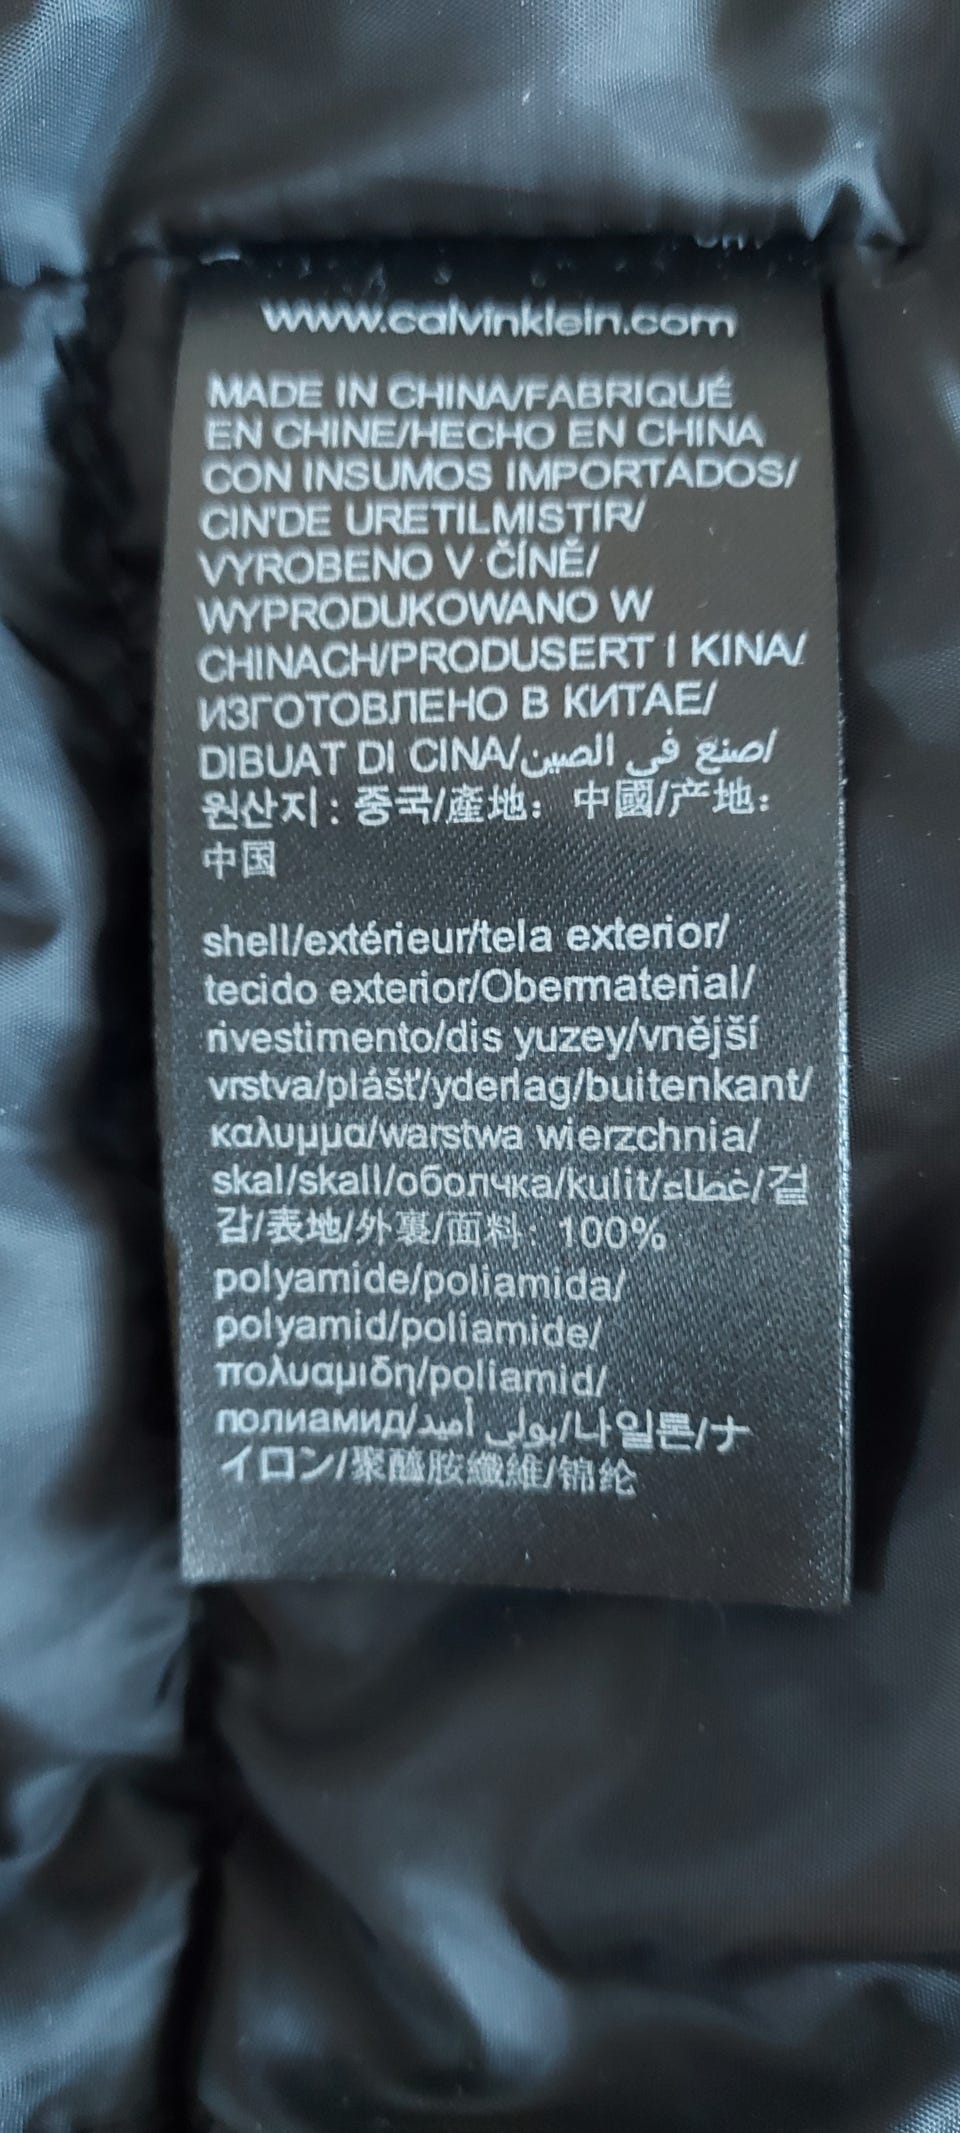 www.calvinklein.com
MADE IN CHINA/FABRIQUÉ
EN CHINE/HECHO EN CHINA
CON INSUMOS IMPORTADOS/
CIN'DE URETILMISTIR/
VYROBENO V ČÍNĚ/
WYPRODUKOWANO W
CHINACH/PRODUSERT I KINA/
ИЗГОТОВЛЕНО В КИТАЕ/
DIBUAT DI CINA/صنع في الصين/
원산지 : 중국/產地： 中國/产地：
中国
shell/extérieur/tela exterior/
tecido exterior/Obermaterial/
rivestimento/dis yuzey/vnější
vrstva/plášť/yderlag/buitenkant/
καλυμμα/warstwa wierzchnia/
skal/skall/оболчка/kulit/غطاء/겉
감/表地/外裏/面料： 100%
polyamide/poliamida/
polyamid/poliamide/
πολυαμιδη/poliamid/
полиамид/بولي أميد/나일론/ナ
イロン/聚醯胺纖維/锦纶